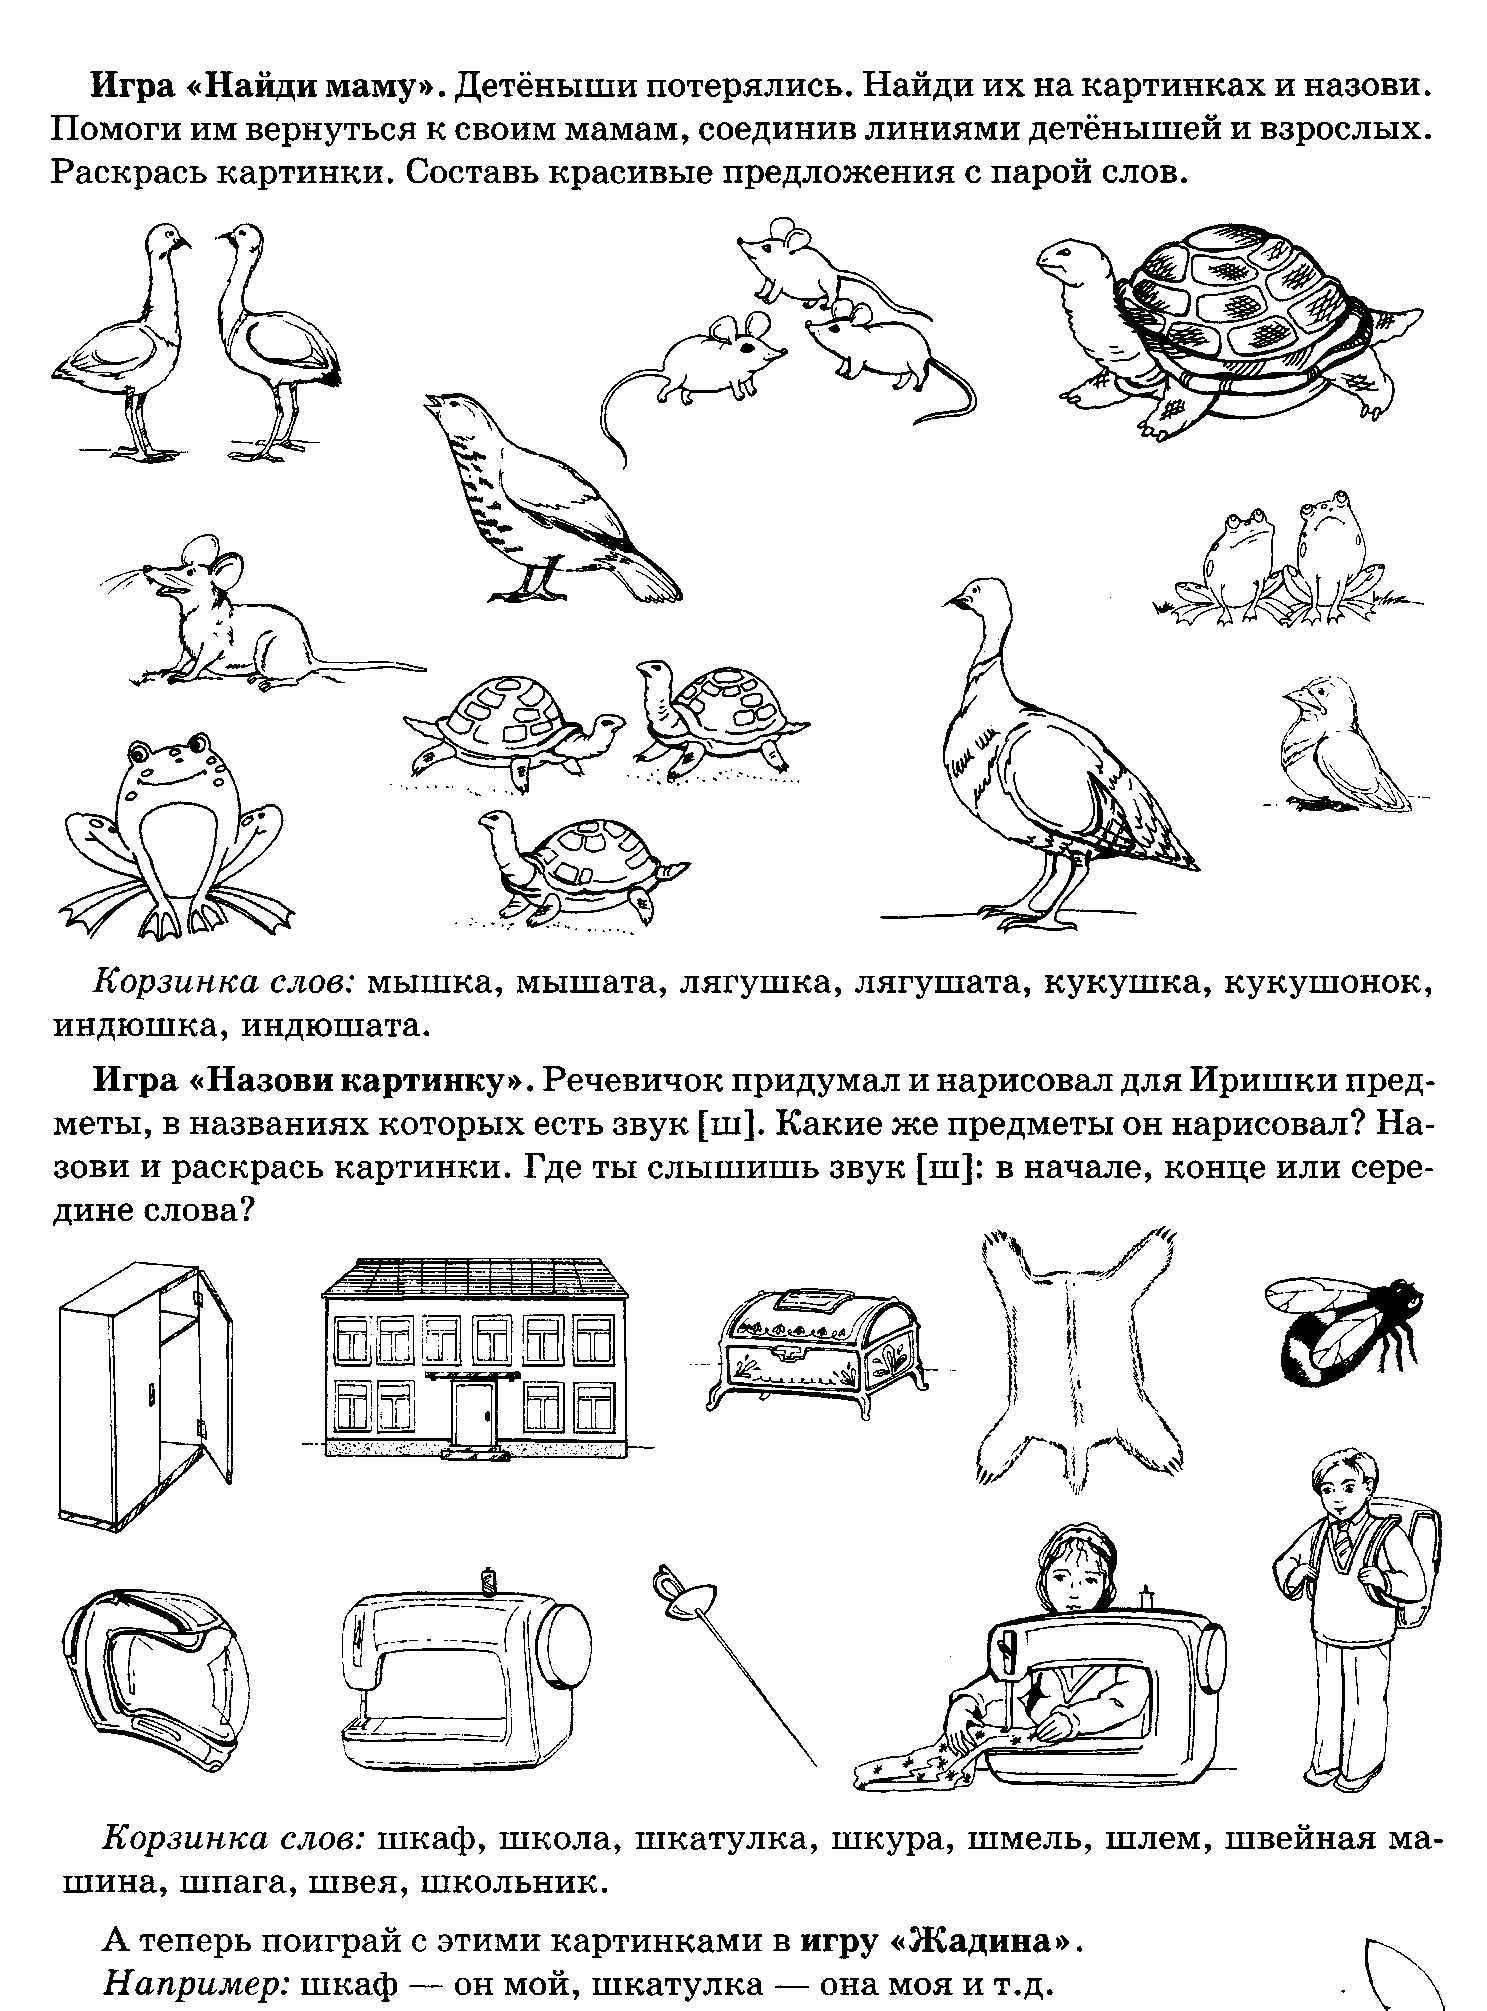 Игра «Найди маму». Детёныши потерялись. Найди их на картинках и назови.
Помоги им вернуться к своим мамам, соединив линиями детёнышей и взрослых.
Раскрась картинки. Составь красивые предложения с парой слов.
Корзинка слов: мышка, мышата, лягушка, лягушата, кукушка, кукушонок,
индюшка, индюшата.
Игра «Назови картинку». Речевичок придумал и нарисовал для Иришки пред-
меты, в названиях которых есть звук [ш]. Какие же предметы он нарисовал? На-
зови и раскрась картинки. Где ты слышишь звук [ш]: в начале, конце или сере-
дине слова?
Корзинка слов: шкаф, школа, шкатулка, шкура, шмель, шлем, швейная ма-
шина, шпага, швея, школьник.
А теперь поиграй с этими картинками в игру «Жадина».
Например: шкаф — он мой, шкатулка — она моя и т.д.